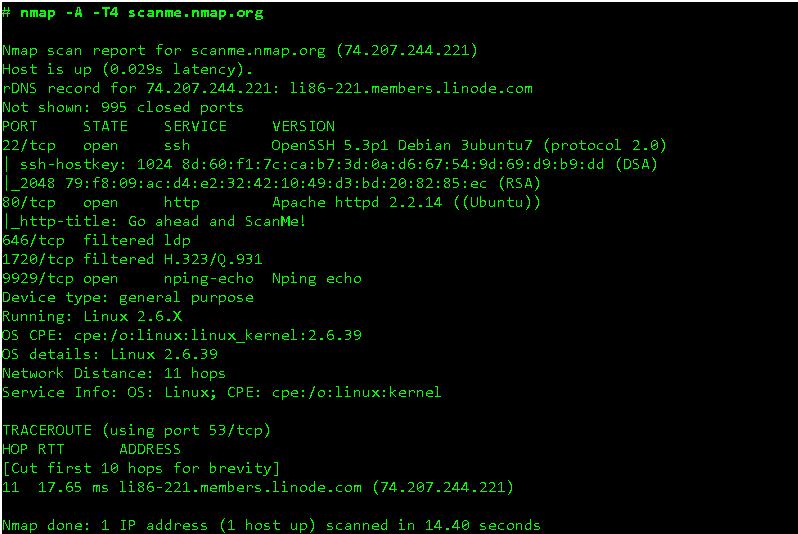 # nmap -A -T4 scanme.nmap.org
Nmap scan report for scanme.nmap.org (74.207.244.221)
Host is up (0.029s latency).
rDNS record for 74.207.244.221: li86-221.members.linode.com
Not shown: 995 closed ports
PORT     STATE    SERVICE     VERSION
22/tcp   open     ssh         OpenSSH 5.3p1 Debian 3ubuntu7 (protocol 2.0)
| ssh-hostkey: 1024 8d:60:f1:7c:ca:b7:3d:0a:d6:67:54:9d:69:d9:b9:dd (DSA)
|_2048 79:f8:09:ac:d4:e2:32:42:10:49:d3:bd:20:82:85:ec (RSA)
80/tcp   open     http        Apache httpd 2.2.14 ((Ubuntu))
|_http-title: Go ahead and ScanMe!
646/tcp  filtered ldp
1720/tcp filtered H.323/Q.931
9929/tcp open     nping-echo  Nping echo
Device type: general purpose
Running: Linux 2.6.X
OS CPE: cpe:/o:linux:linux_kernel:2.6.39
OS details: Linux 2.6.39
Network Distance: 11 hops
Service Info: OS: Linux; CPE: cpe:/o:linux:kernel
TRACEROUTE (using port 53/tcp)
HOP RTT      ADDRESS
[Cut first 10 hops for brevity]
11  17.65 ms li86-221.members.linode.com (74.207.244.221)
Nmap done: 1 IP address (1 host up) scanned in 14.40 seconds